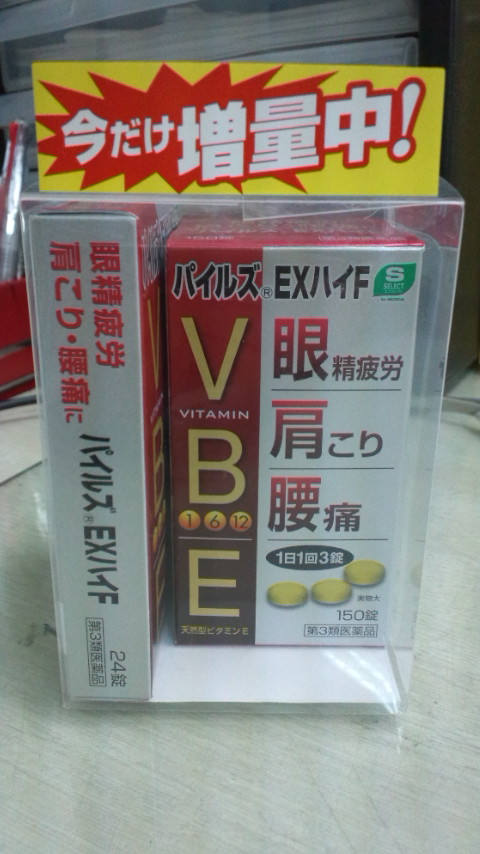 今だけ増量中!
眼精疲労
肩こり・腰痛に
パイルズ® EXハイF
24錠
第3類医薬品
パイルズ® EXハイF
S
SELECT
V
VITAMIN
B
1 6 12
E
天然型ビタミンE
眼精疲労
肩こり
腰痛
1日1回3錠
実物大
150錠
第3類医薬品